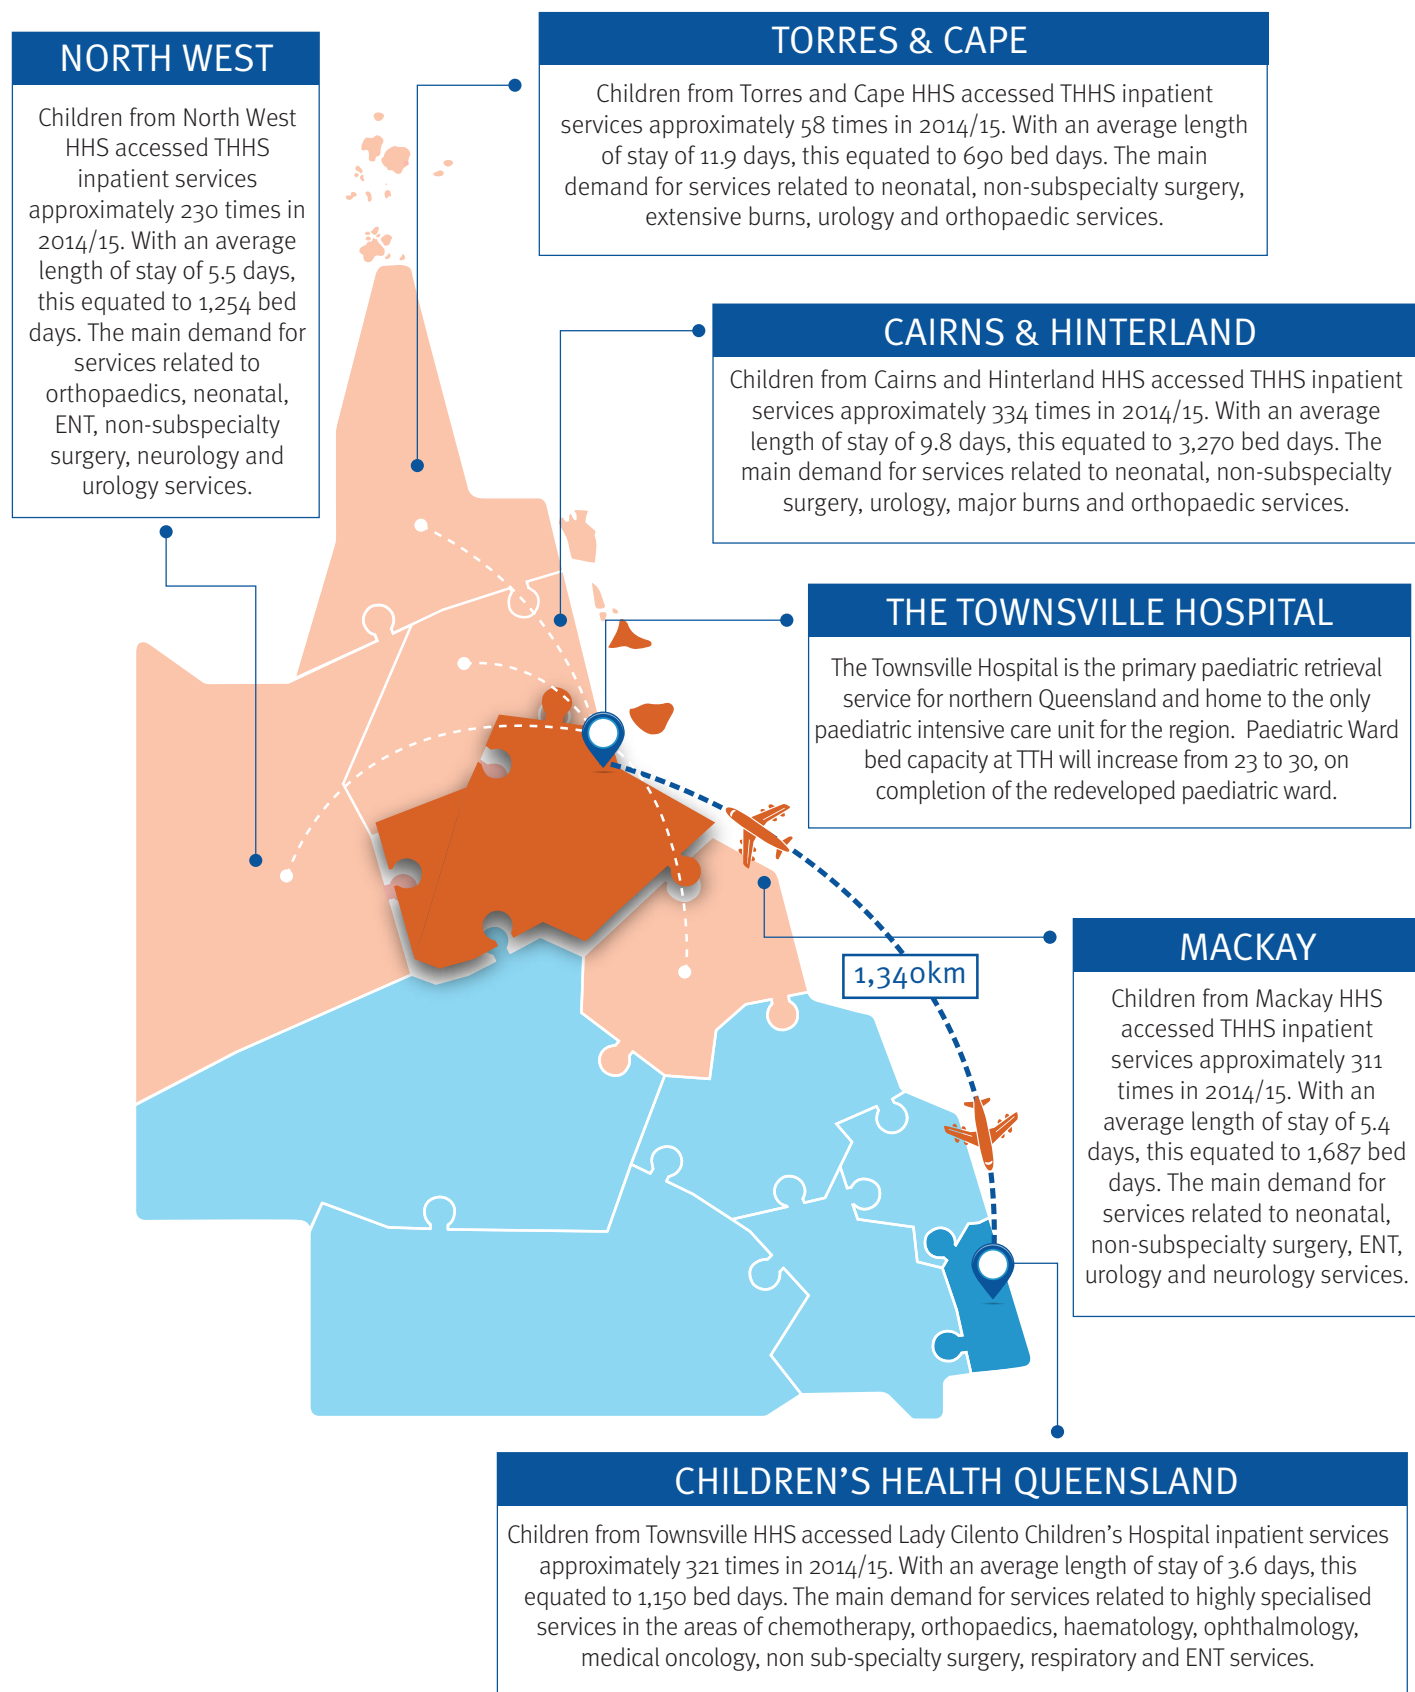 NORTH WEST
Children from North West
HHS accessed THHS
inpatient services
approximately 230 times in
2014/15. With an average
length of stay of 5.5 days,
this equated to 1,254 bed
days. The main demand for
services related to
orthopaedics, neonatal,
ENT, non-subspecialty
surgery, neurology and
urology services.
TORRES & CAPE
Children from Torres and Cape HHS accessed THHS inpatient
services approximately 58 times in 2014/15. With an average length
of stay of 11.9 days, this equated to 690 bed days. The main
demand for services related to neonatal, non-subspecialty surgery,
extensive burns, urology and orthopaedic services.
CAIRNS & HINTERLAND
Children from Cairns and Hinterland HHS accessed THHS inpatient
services approximately 334 times in 2014/15. With an average
length of stay of 9.8 days, this equated to 3,270 bed days. The
main demand for services related to neonatal, non-subspecialty
surgery, urology, major burns and orthopaedic services.
THE TOWNSVILLE HOSPITAL
The Townsville Hospital is the primary paediatric retrieval
service for northern Queensland and home to the only
paediatric intensive care unit for the region. Paediatric Ward
bed capacity at TTH will increase from 23 to 30, on
completion of the redeveloped paediatric ward.
1,340km
MACKAY
Children from Mackay HHS
accessed THHS inpatient
services approximately 311
times in 2014/15. With an
average length of stay of 5.4
days, this equated to 1,687 bed
days. The main demand for
services related to neonatal,
non-subspecialty surgery, ENT,
urology and neurology services.
CHILDREN'S HEALTH QUEENSLAND
Children from Townsville HHS accessed Lady Cilento Children's Hospital inpatient services
approximately 321 times in 2014/15. With an average length of stay of 3.6 days, this
equated to 1,150 bed days. The main demand for services related to highly specialised
services in the areas of chemotherapy, orthopaedics, haematology, ophthalmology,
medical oncology, non sub-specialty surgery, respiratory and ENT services.